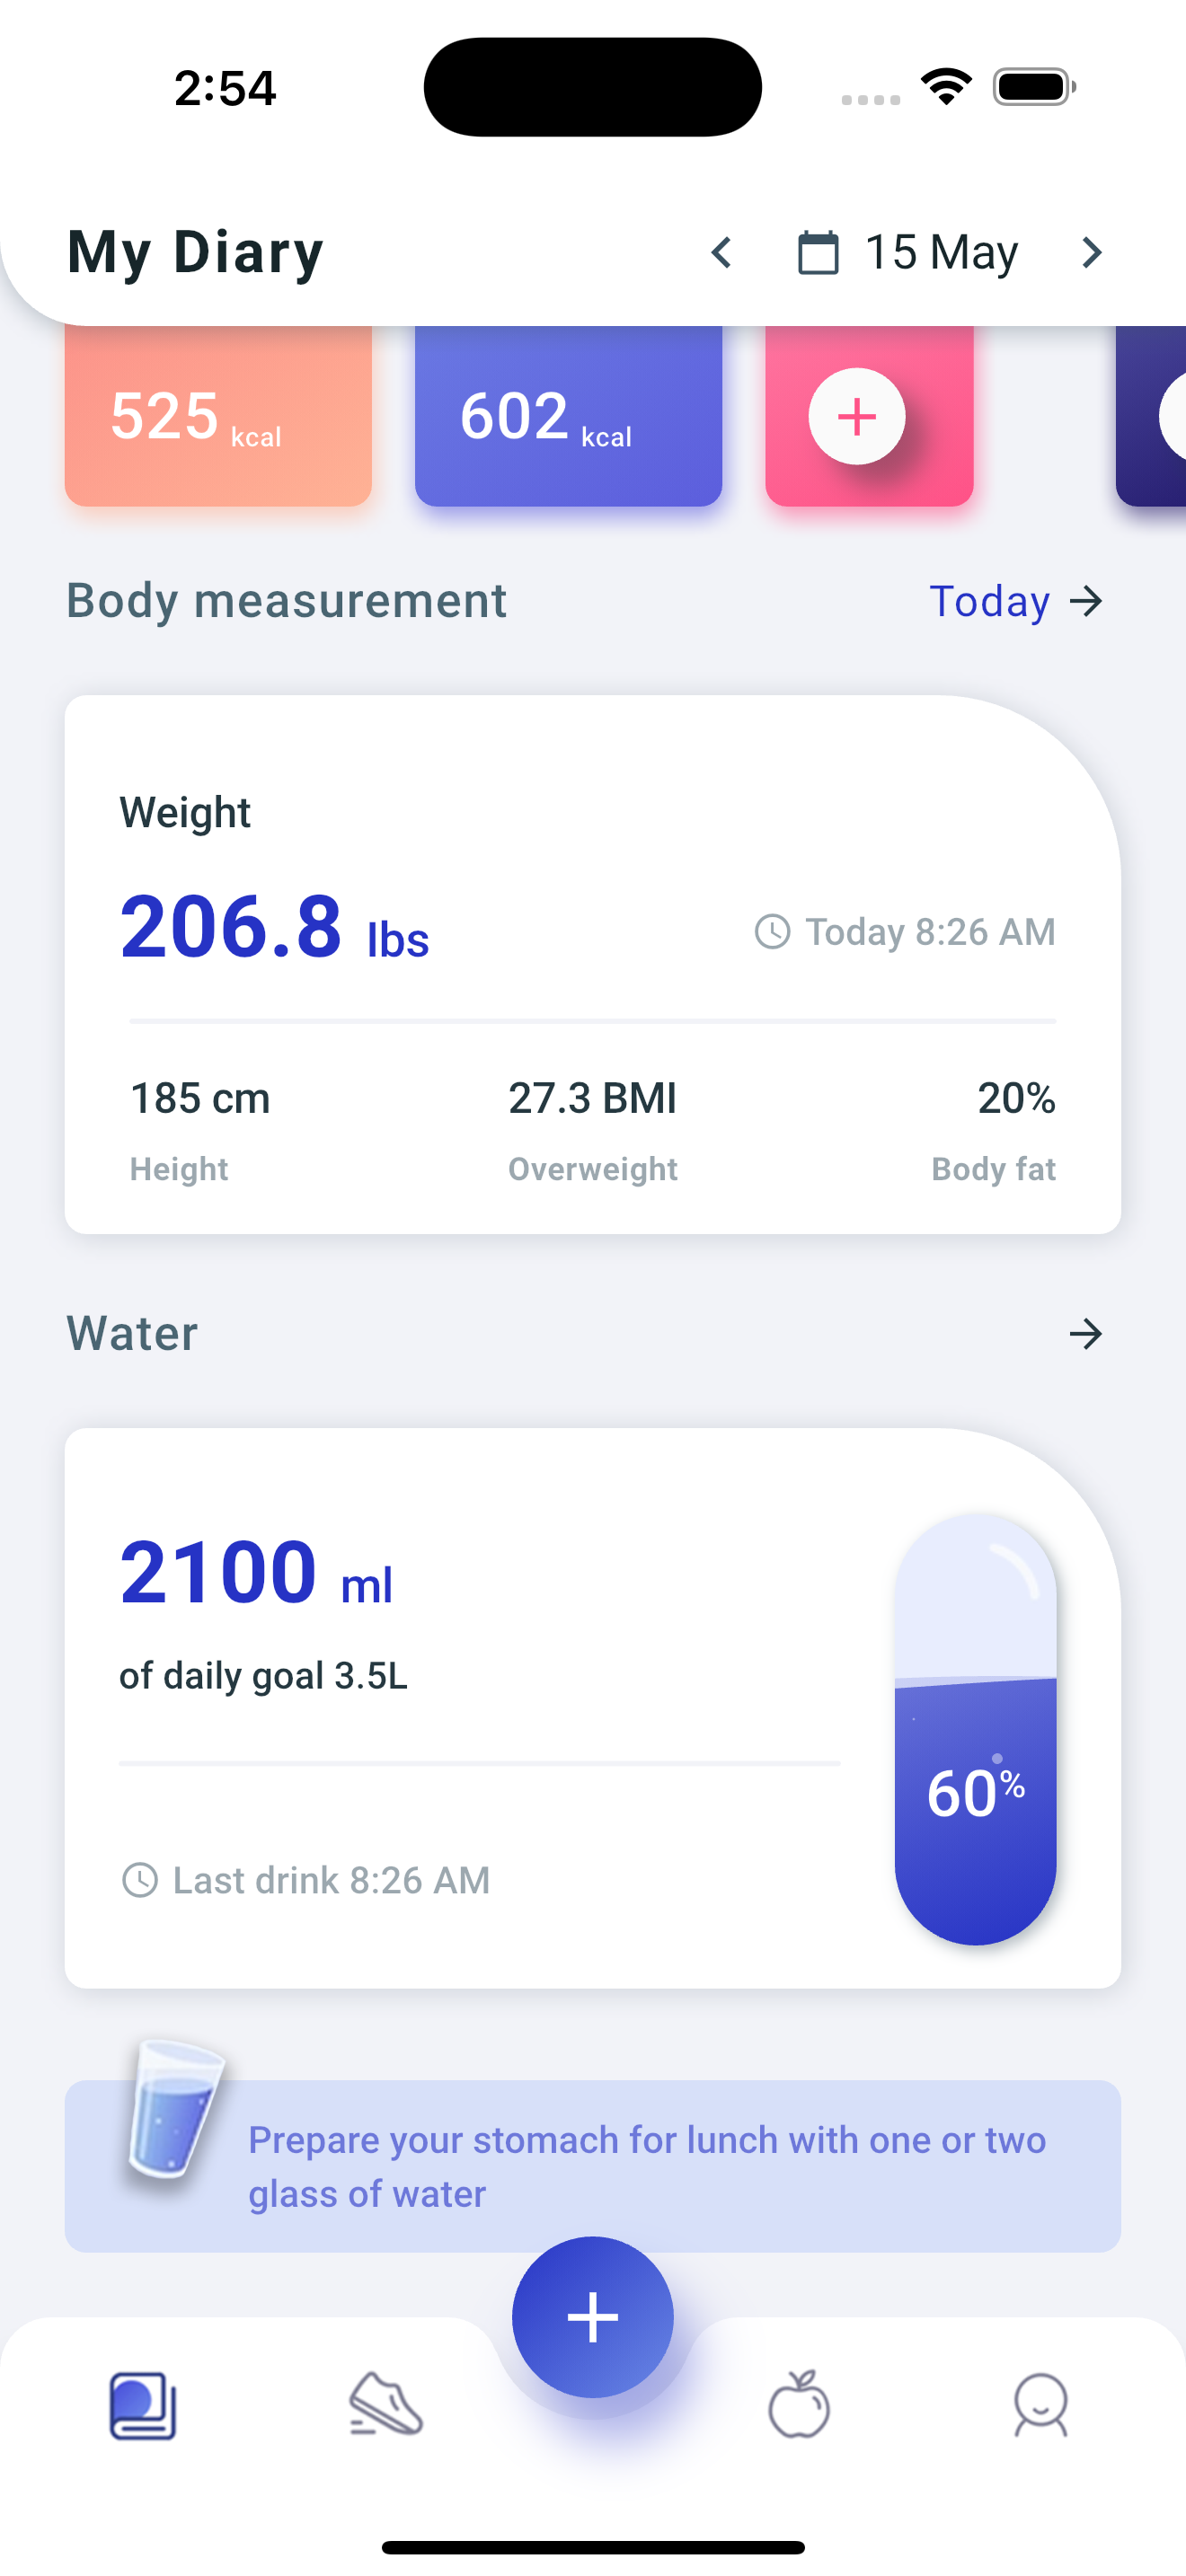 2:54
My Diary
15 May
525 kcal
602 kcal
Body measurement
Today
Weight
206.8 lbs
Today 8:26 AM
185 cm
27.3 BMI
20%
Height
Overweight
Body fat
Water
2100 ml
of daily goal 3.5L
60%
Last drink 8:26 AM
Prepare your stomach for lunch with one or two
glass of water